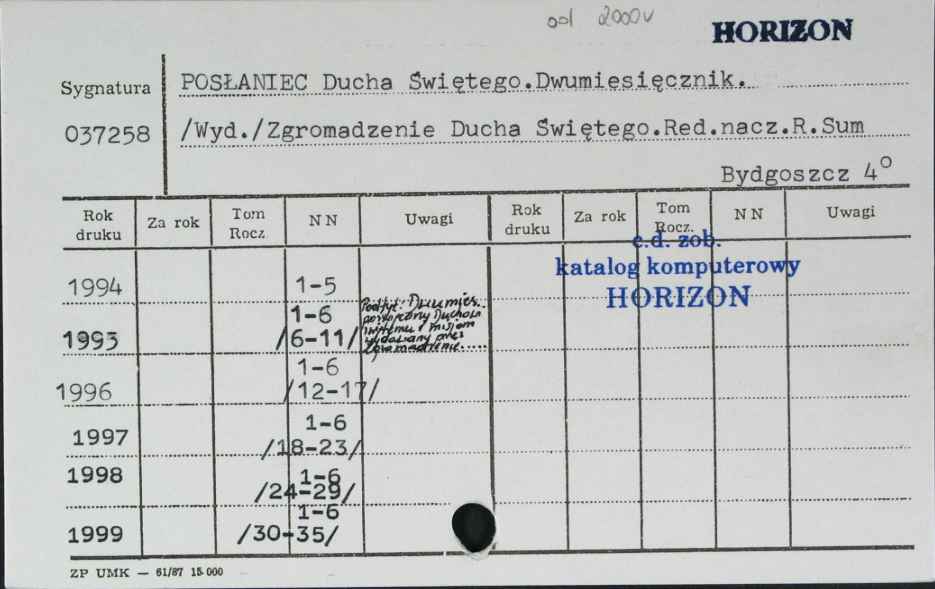 od 2000v
HORIZON
Sygnatura
037258
POSŁANIEC Ducha Świętego.Dwumiesięcznik.
/Wyd./Zgromadzenie Ducha Świętego.Red.nacz.R.Sum
Bydgoszcz 4°
Rok druku Za rok Tom Rocz. NN Uwagi Rok druku Za rok Tom Rocz. NN Uwagi
c.d. zob.
katalog komputerowy
HORIZON
1994 1-5
1995 1-6 /6-11/
Podtyt: Dwumies.
poświęcony Duchowi
Świętemu i misjom
wydawany przez
Zgromadzenie.....
1996 1-6 /12-17/
1997 1-6 /18-23/
1998 1-6 /24-29/
1999 1-6 /30-35/
ZP UMK — 61/87 15.000